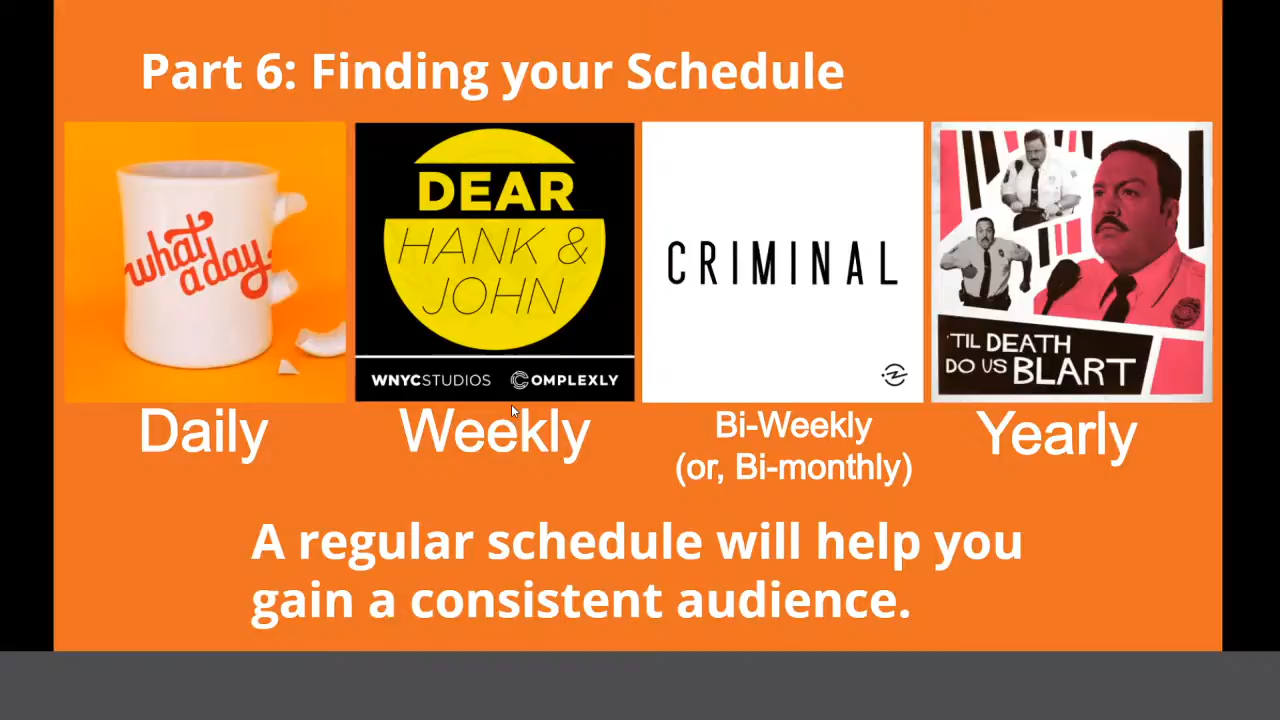 Part 6: Finding your Schedule
what
a day
DEAR
HANK &
JOHN
WNYCSTUDIOS COMPLEXLY
CRIMINAL
'TIL DEATH
DO US BLART
Daily
Weekly
Bi-Weekly
(or, Bi-monthly)
Yearly
A regular schedule will help you
gain a consistent audience.